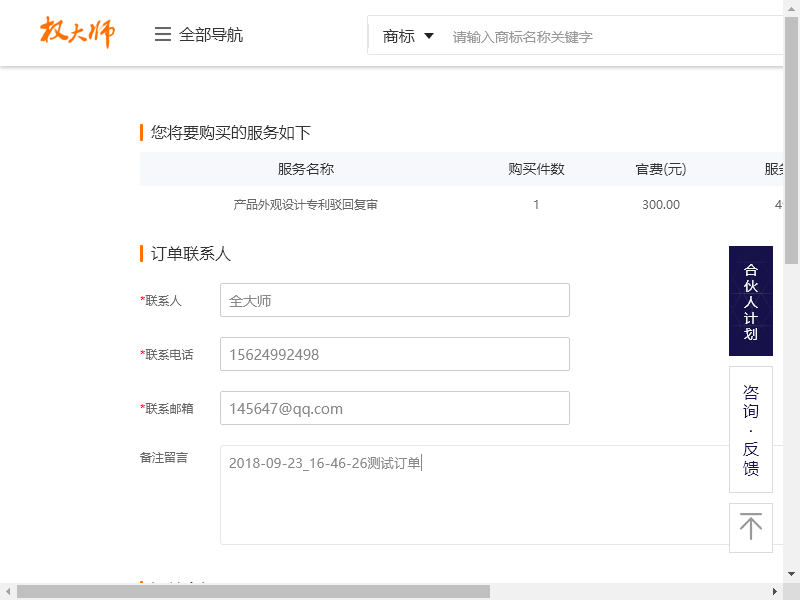 权大师
全部导航
商标
请输入商标名称关键字
您将要购买的服务如下
服务名称 购买件数 官费(元)
产品外观设计专利驳回复审 1 300.00
订单联系人
*联系人 全大师
*联系电话 15624992498
*联系邮箱 145647@qq.com
备注留言 2018-09-23_16-46-26测试订单
合伙人计划
咨询·反馈